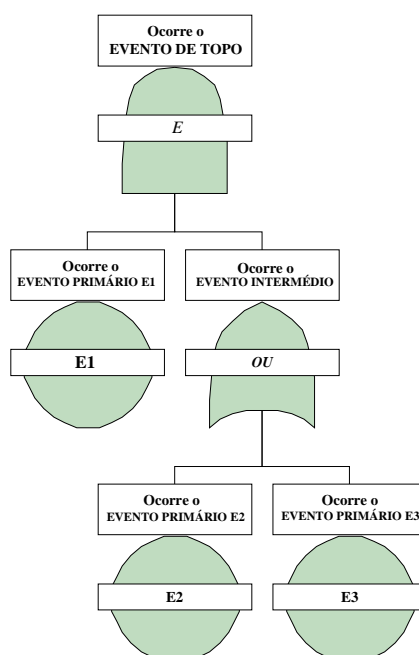 Ocorre o
EVENTO DE TOPO
E
Ocorre o
EVENTO PRIMÁRIO E1
Ocorre o
EVENTO INTERMÉDIO
E1
OU
Ocorre o
EVENTO PRIMÁRIO E2
Ocorre o
EVENTO PRIMÁRIO E3
E2
E3